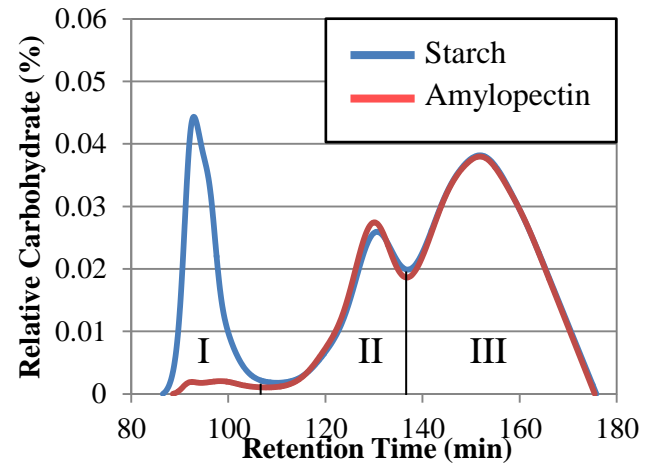 Relative Carbohydrate (%)
0.06
0.05
0.04
0.03
0.02
0.01
0
Starch
Amylopectin
I
II
III
80
100
120
140
160
180
Retention Time (min)